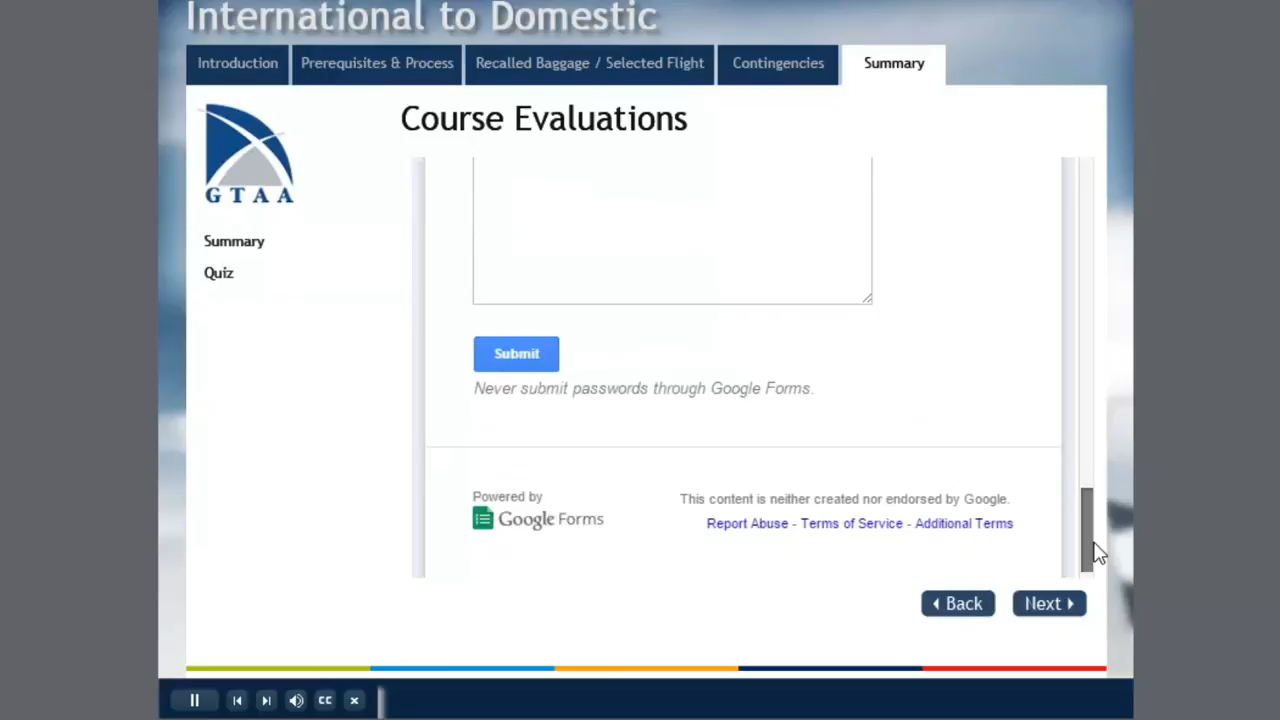 International to Domestic
Introduction
Prerequisites & Process
Recalled Baggage / Selected Flight
Contingencies
Summary
GTAA
Course Evaluations
Summary
Quiz
Submit
Never submit passwords through Google Forms.
Powered by
Google Forms
This content is neither created nor endorsed by Google.
Report Abuse - Terms of Service - Additional Terms
Back
Next
CC